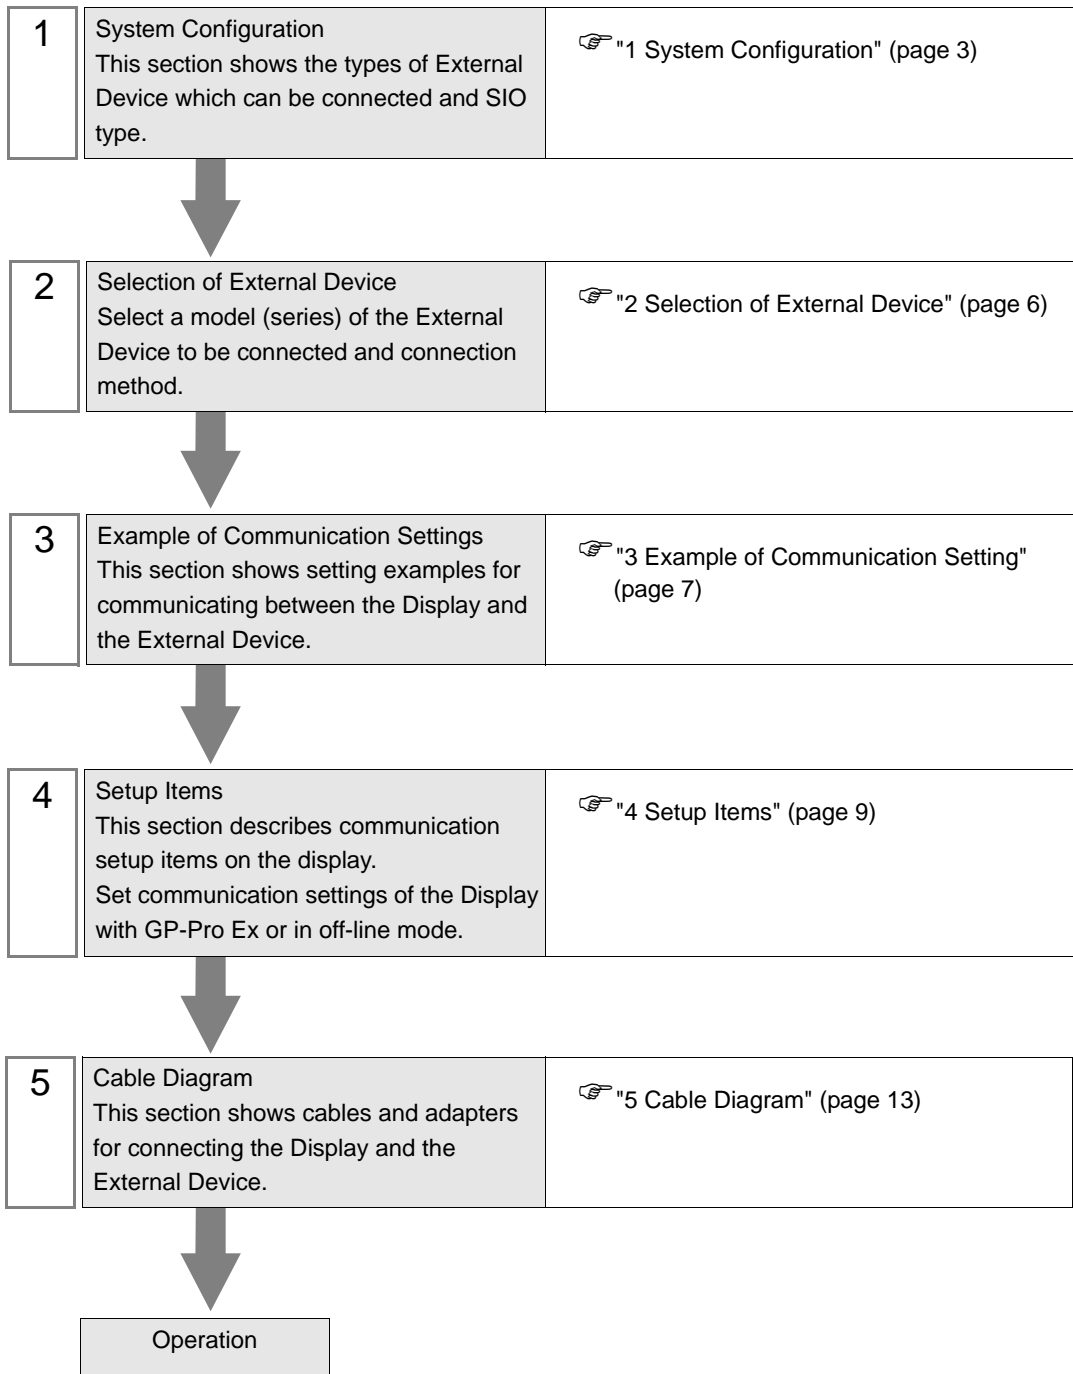 1
System Configuration
This section shows the types of External
Device which can be connected and SIO
type.
"1 System Configuration" (page 3)
2
Selection of External Device
Select a model (series) of the External
Device to be connected and connection
method.
"2 Selection of External Device" (page 6)
3
Example of Communication Settings
This section shows setting examples for
communicating between the Display and
the External Device.
"3 Example of Communication Setting"
(page 7)
4
Setup Items
This section describes communication
setup items on the display.
Set communication settings of the Display
with GP-Pro Ex or in off-line mode.
"4 Setup Items" (page 9)
5
Cable Diagram
This section shows cables and adapters
for connecting the Display and the
External Device.
"5 Cable Diagram" (page 13)
Operation